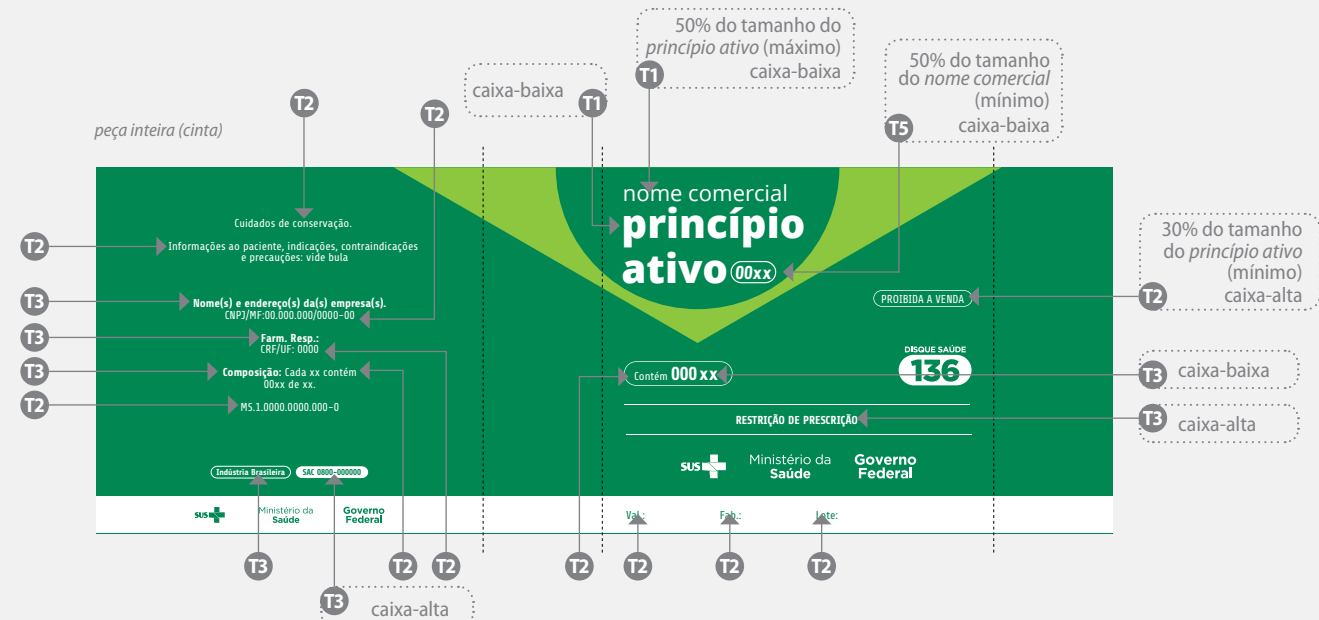 50% do tamanho do
princípio ativo (máximo)
caixa-baixa
T1
50% do tamanho
do nome comercial
(mínimo)
caixa-baixa
T5
caixa-baixa
T1
T2
T2
peça inteira (cinta)
Cuidados de conservação.
T2
Informações ao paciente, indicações, contraindicações
e precauções: vide bula
T3
Nome(s) e endereço(s) da(s) empresa(s).
CNPJ/MF:00.000.000/0000-00
T3
Farm. Resp.:
CRF/UF: 0000
T3
Composição: Cada xx contém
00xx de xx.
T2
MS.1.0000.0000.000-0
Indústria Brasileira
SAC 0800-000000
SUS
Ministério da
Saúde
Governo
Federal
nome comercial
princípio
ativo 00xx
PROIBIDA A VENDA
30% do tamanho
do princípio ativo
(mínimo)
caixa-alta
T2
DISQUE SAÚDE
136
Contém 000 xx
T3 caixa-baixa
RESTRIÇÃO DE PRESCRIÇÃO
T3 caixa-alta
SUS
Ministério da
Saúde
Governo
Federal
Val.: Fab.: Lote:
T3 T2 T2 T2 T2 T2 T2
T3 caixa-alta